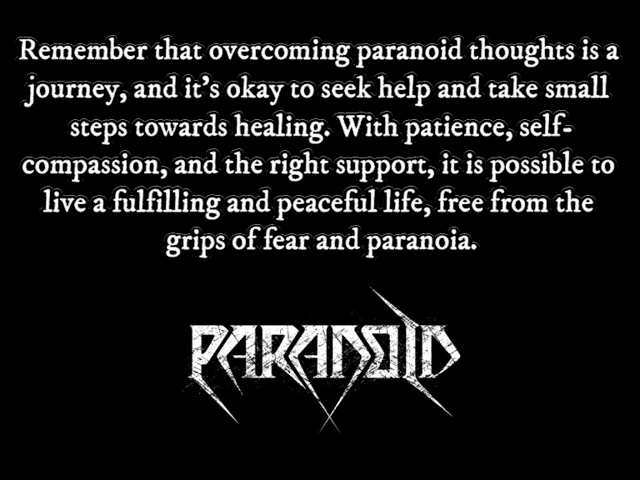 Remember that overcoming paranoid thoughts is a
journey, and it's okay to seek help and take small
steps towards healing. With patience, self-
compassion, and the right support, it is possible to
live a fulfilling and peaceful life, free from the
grips of fear and paranoia.
PARANOID